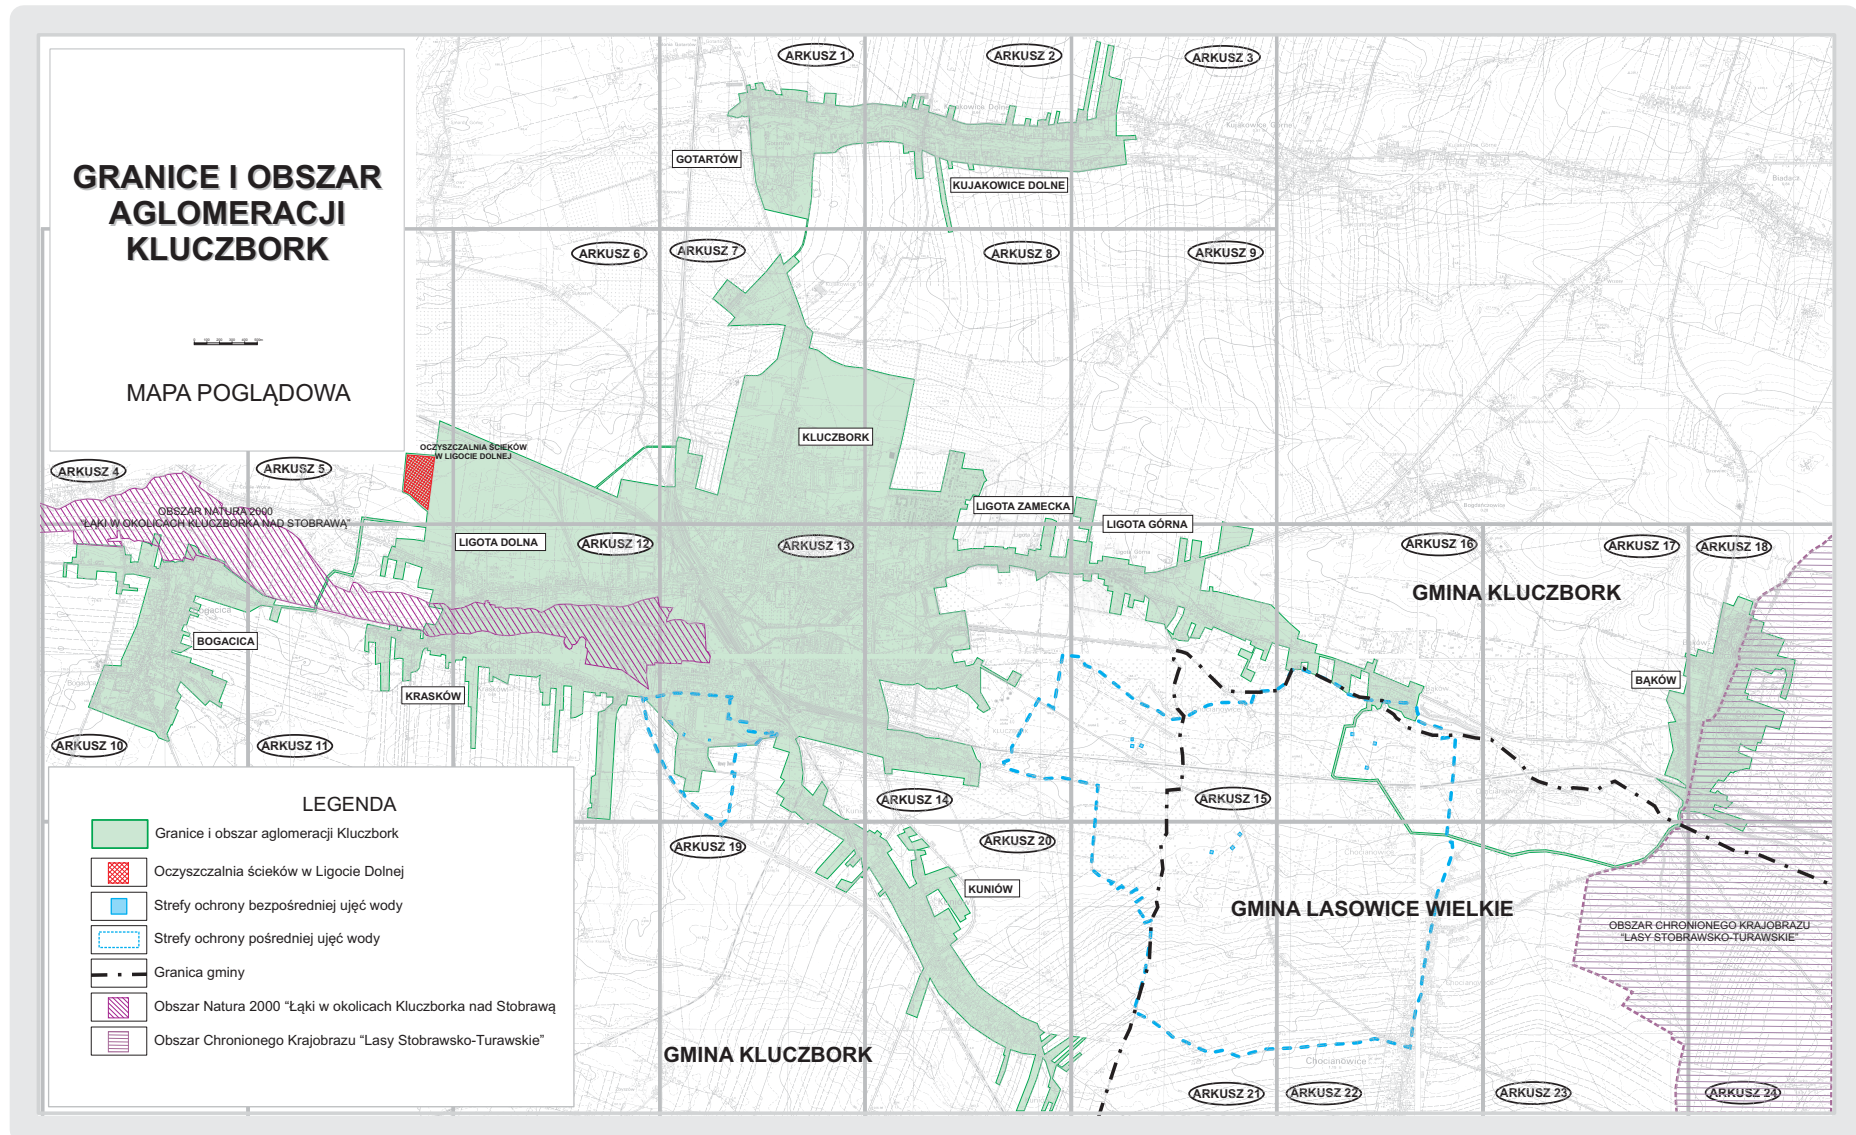 GRANICE I OBSZAR
AGLOMERACJI
KLUCZBORK
MAPA POGLĄDOWA
ARKUSZ 1
ARKUSZ 2
ARKUSZ 3
GOTARTÓW
KUJAKOWICE DOLNE
ARKUSZ 6
ARKUSZ 7
ARKUSZ 8
ARKUSZ 9
KLUCZBORK
OCZYSZCZALNIA ŚCIEKÓW
W LIGOCIE DOLNEJ
ARKUSZ 4
ARKUSZ 5
OBSZAR NATURA 2000
"ŁĄKI W OKOLICACH KLUCZBORKA NAD STOBRAWĄ"
LIGOTA ZAMECKA
LIGOTA GÓRNA
LIGOTA DOLNA
ARKUSZ 12
ARKUSZ 13
ARKUSZ 16
ARKUSZ 17
ARKUSZ 18
GMINA KLUCZBORK
BOGACICA
KRASKÓW
BĄKÓW
ARKUSZ 10
ARKUSZ 11
ARKUSZ 14
ARKUSZ 15
ARKUSZ 19
ARKUSZ 20
KUNIÓW
GMINA LASOWICE WIELKIE
OBSZAR CHRONIONEGO KRAJOBRAZU
"LASY STOBRAWSKO-TURAWSKIE"
GMINA KLUCZBORK
Chocianowice
ARKUSZ 21
ARKUSZ 22
ARKUSZ 23
ARKUSZ 24
LEGENDA
Granice i obszar aglomeracji Kluczbork
Oczyszczalnia ścieków w Ligocie Dolnej
Strefy ochrony bezpośredniej ujęć wody
Strefy ochrony pośredniej ujęć wody
Granica gminy
Obszar Natura 2000 “Łąki w okolicach Kluczborka nad Stobrawą
Obszar Chronionego Krajobrazu “Lasy Stobrawsko-Turawskie”